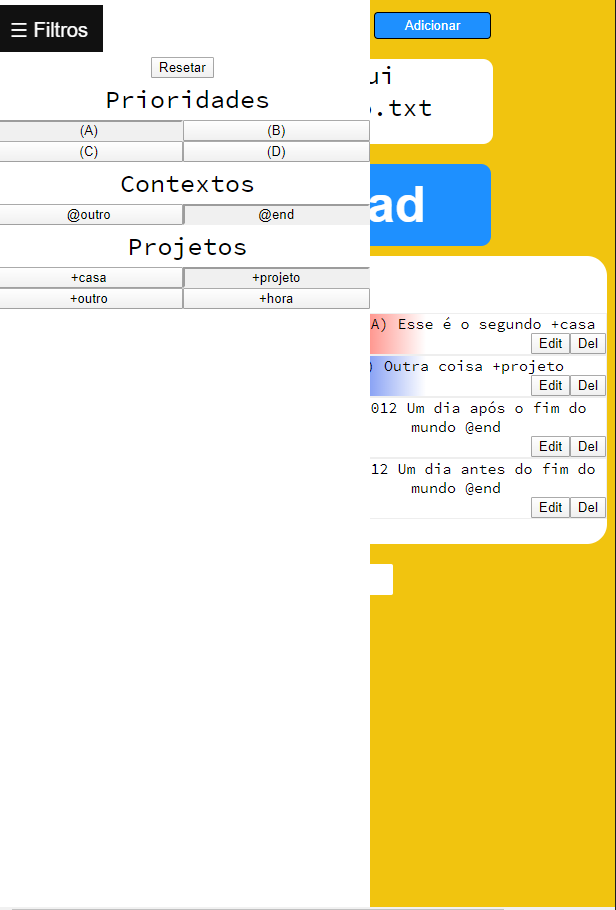 ☰ Filtros
Resetar
Prioridades
(A) (B)
(C) (D)
Contextos
@outro @end
Projetos
+casa +projeto
+outro +hora
Adicionar
ui
.txt
ad
A) Esse é o segundo +casa
Edit Del
) Outra coisa +projeto
Edit Del
012 Um dia após o fim do
mundo @end
Edit Del
12 Um dia antes do fim do
mundo @end
Edit Del